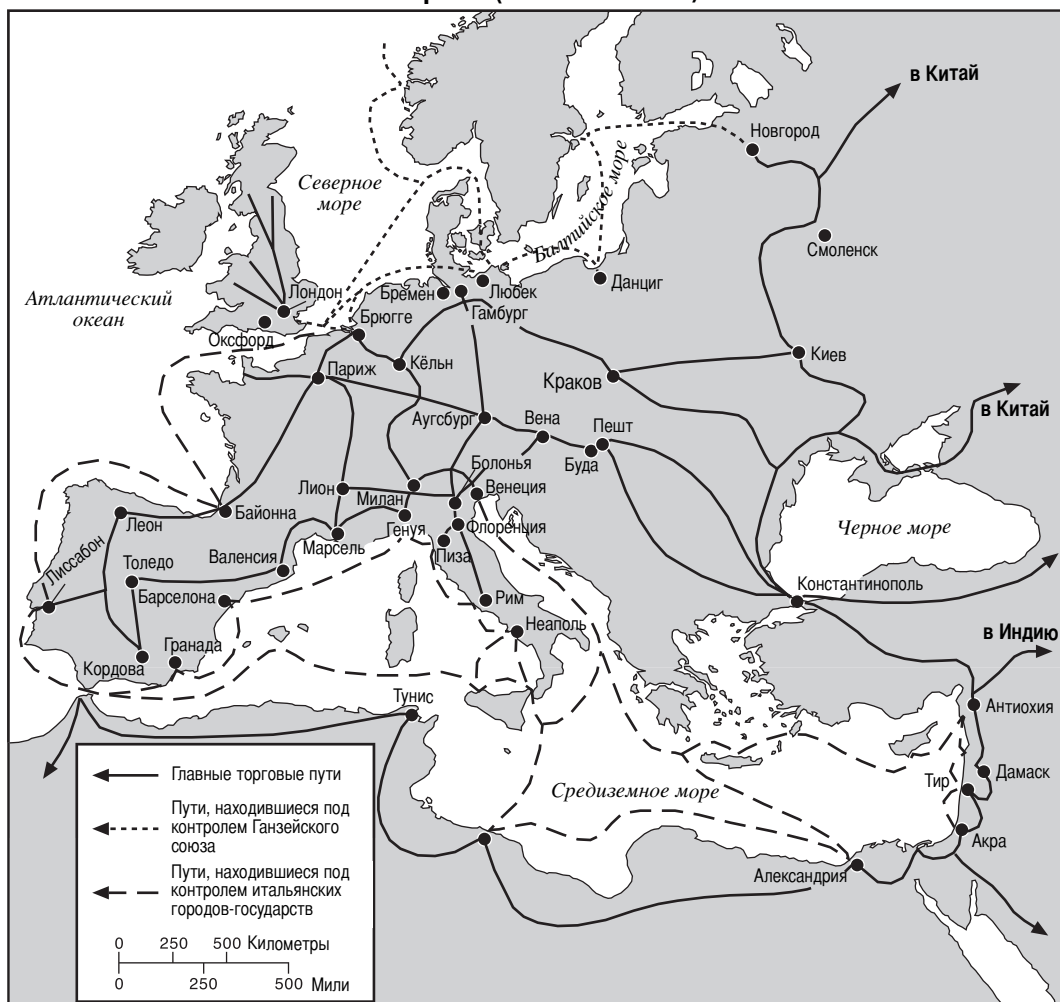 в Китай
Новгород
Северное
море
Балтийское море
Смоленск
Атлантический
океан
Лондон
Бремен
Любек
Данциг
Гамбург
Оксфорд
Брюгге
Кёльн
Киев
Париж
Краков
в Китай
Аугсбург
Вена
Пешт
Буда
Болонья
Лион
Милан
Венеция
Байонна
Леон
Генуя
Флоренция
Черное море
Марсель
Пиза
Лиссабон
Толедо
Валенсия
Барселона
Константинополь
Рим
Неаполь
в Индию
Гранада
Кордова
Тунис
Антиохия
Дамаск
Тир
Средиземное море
Акра
Александрия
Главные торговые пути
Пути, находившиеся под
контролем Ганзейского
союза
Пути, находившиеся под
контролем итальянских
городов-государств
0 250 500 Километры
0 250 500 Мили